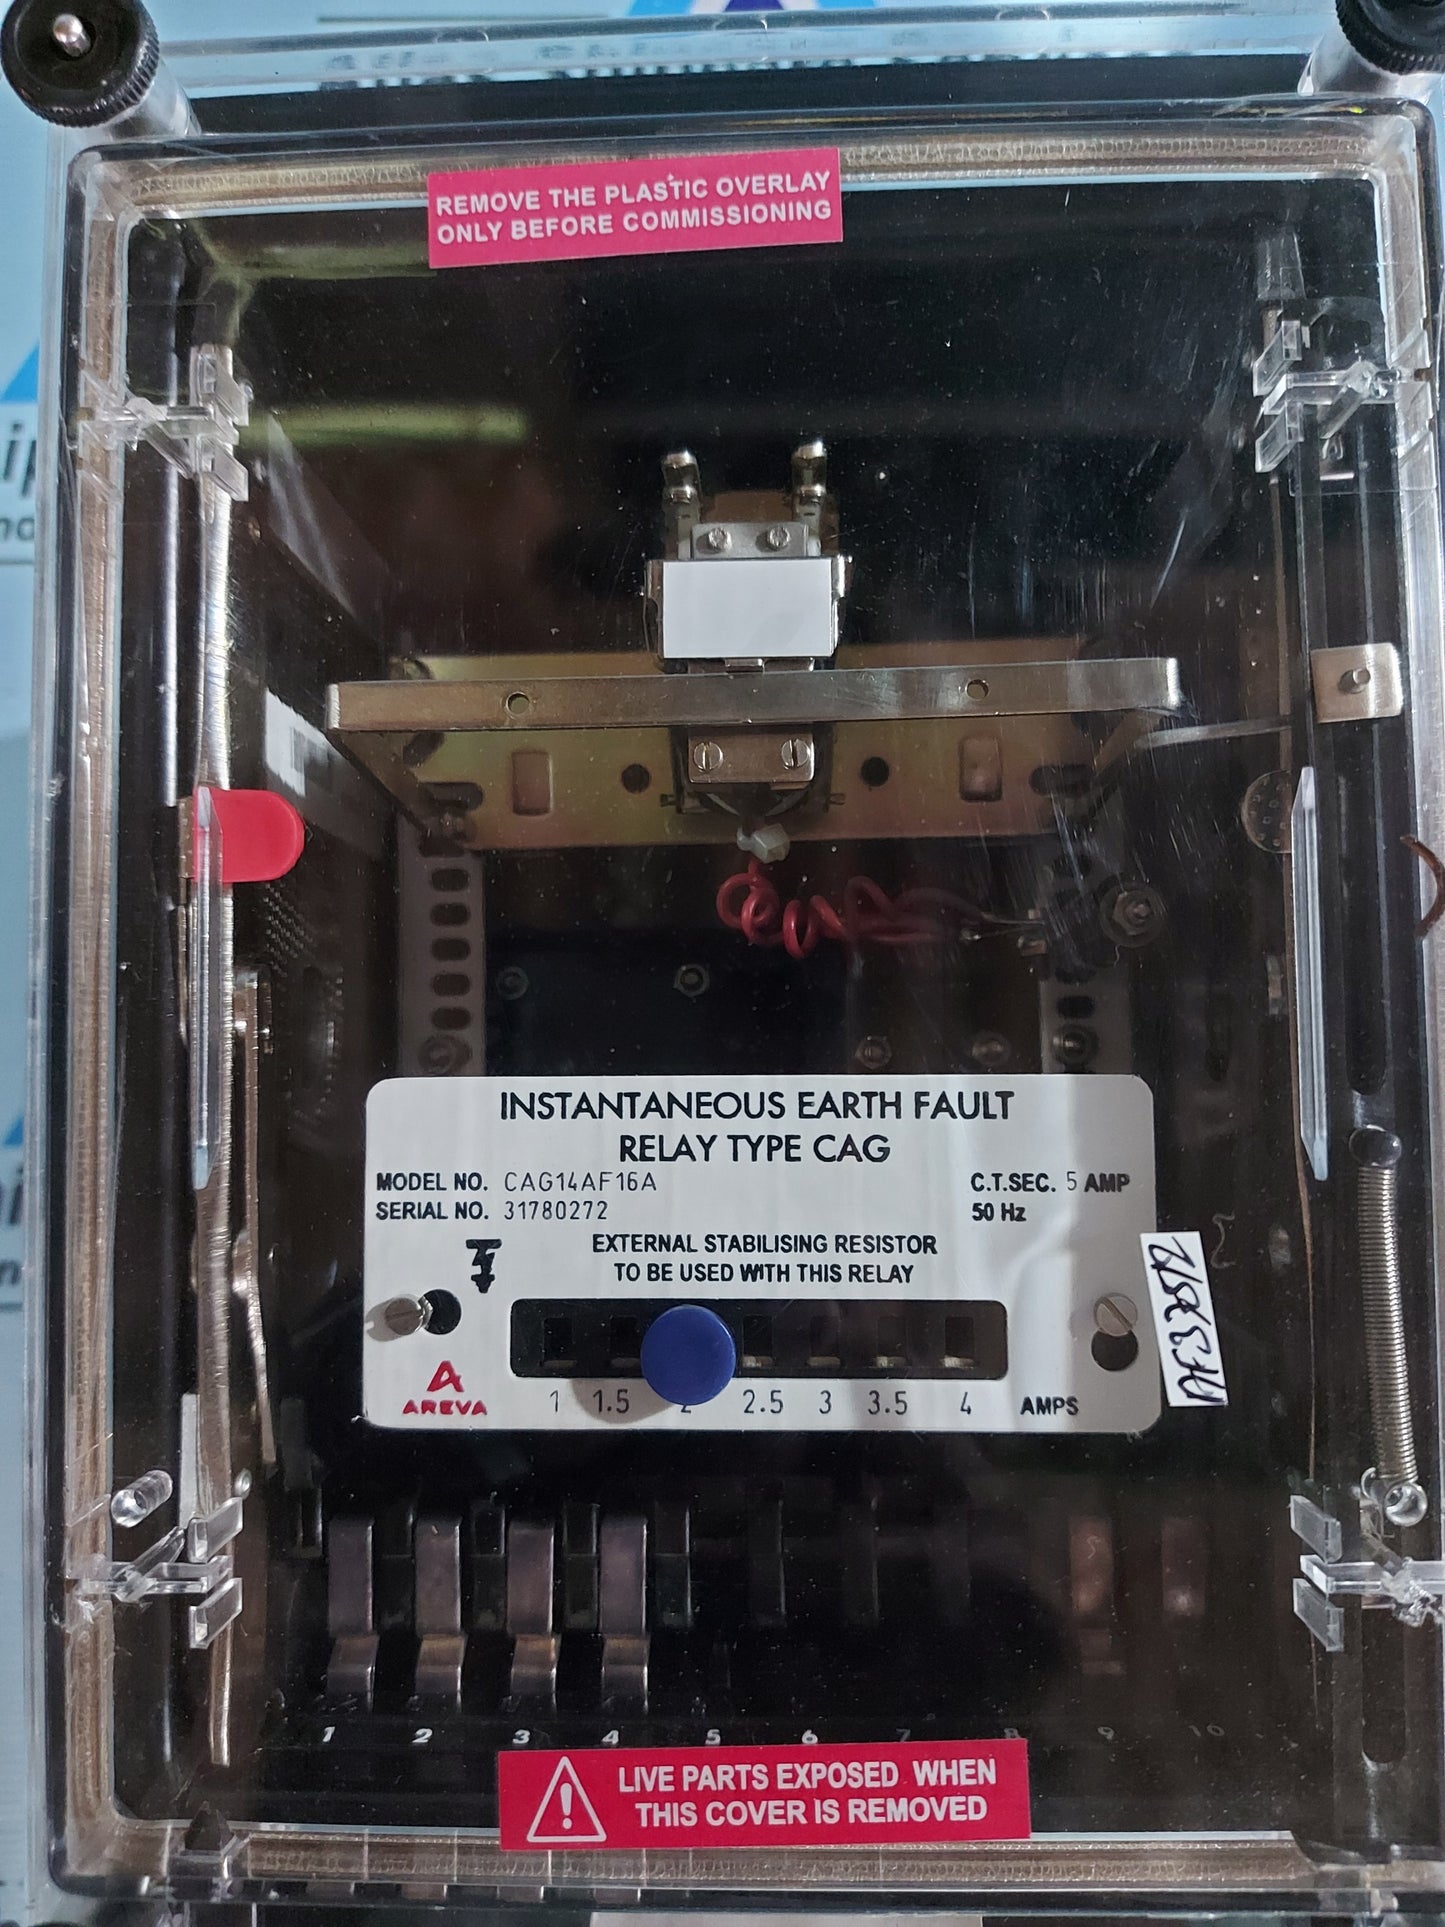 REMOVE THE PLASTIC OVERLAY
ONLY BEFORE COMMISSIONING
INSTANTANEOUS EARTH FAULT
RELAY TYPE CAG
MODEL NO. CAG14AF16A
C.T.SEC. 5 AMP
SERIAL NO. 31780272
50 Hz
EXTERNAL STABILISING RESISTOR
TO BE USED WITH THIS RELAY
AREVA
1 1.5 2 2.5 3 3.5 4 AMPS
1 2 3 4 5 6 7 8 9 10
LIVE PARTS EXPOSED WHEN
THIS COVER IS REMOVED